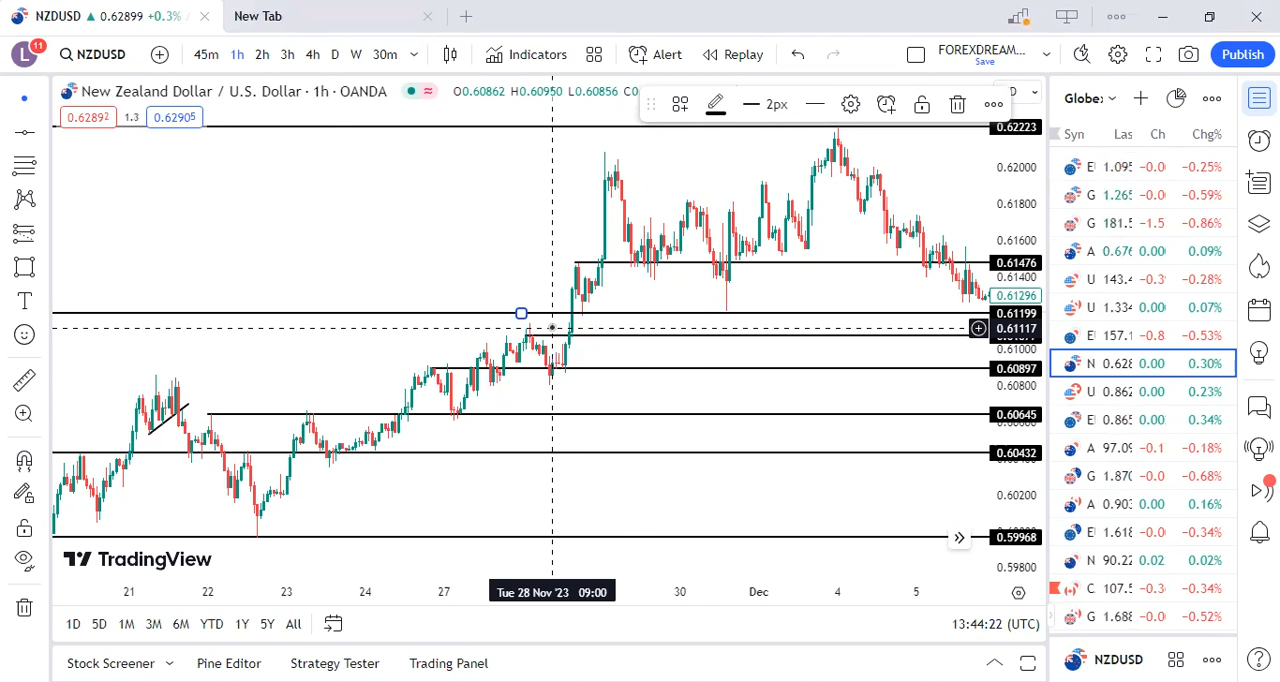 NZDUSD ▲ 0.62899 +0.3% /
New Tab
L 11
NZDUSD
45m 1h 2h 3h 4h D W 30m
Indicators
Alert
Replay
FOREXDREAM...
Save
Publish
New Zealand Dollar / U.S. Dollar · 1h · OANDA
O0.60862 H0.60950 L0.60856
0.62892 1.3 0.62905
2px
Globe:
Last
Ch
Chg%
0.62223
0.62000
0.61800
0.61600
0.61476
0.61400
0.61296
0.61199
0.61117
0.61000
0.60897
0.60800
0.60645
0.60432
0.60200
0.59968
0.59800
1.095 -0.25%
1.265 -0.59%
181.5 -1.5 -0.86%
0.676 0.00 0.09%
143.4 -0.28%
1.334 0.00 0.07%
157.1 -0.8 -0.53%
N 0.628 0.00 0.30%
U 0.862 0.00 0.23%
0.865 0.34%
A 97.09 -0.1 -0.18%
G 1.870 -0.68%
A 0.903 0.00 0.16%
1.618 -0.34%
N 90.22 0.02 0.02%
C 107.5 -0.34%
G 1.688 -0.52%
TradingView
21 22 23 24 27 Tue 28 Nov '23 09:00 30 Dec 4 5
1D 5D 1M 3M 6M YTD 1Y 5Y All
13:44:22 (UTC)
Stock Screener
Pine Editor
Strategy Tester
Trading Panel
NZDUSD